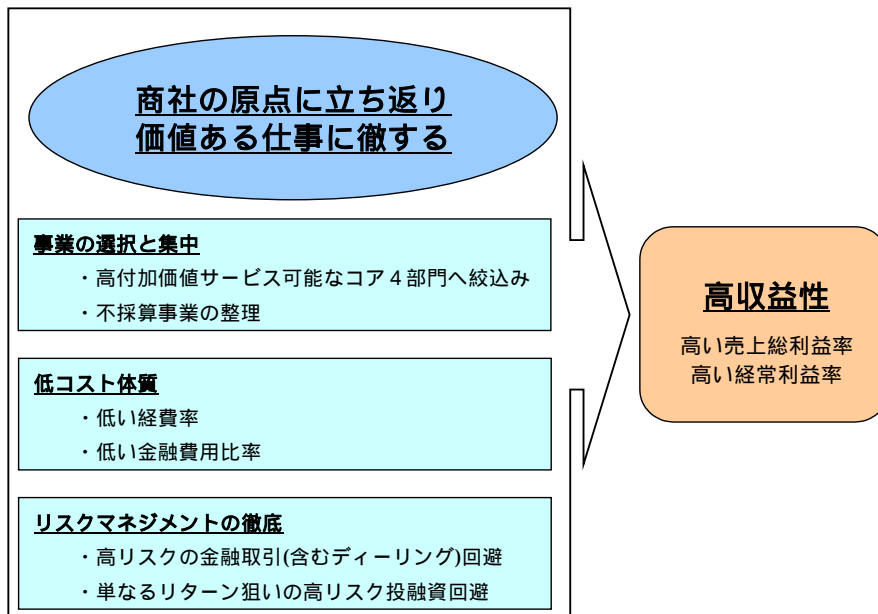 商社の原点に立ち返り
価値ある仕事に徹する
事業の選択と集中
・高付加価値サービス可能なコア４部門へ絞込み
・不採算事業の整理
低コスト体質
・低い経費率
・低い金融費用比率
リスクマネジメントの徹底
・高リスクの金融取引(含むディーリング)回避
・単なるリターン狙いの高リスク投融資回避
高収益性
高い売上総利益率
高い経常利益率